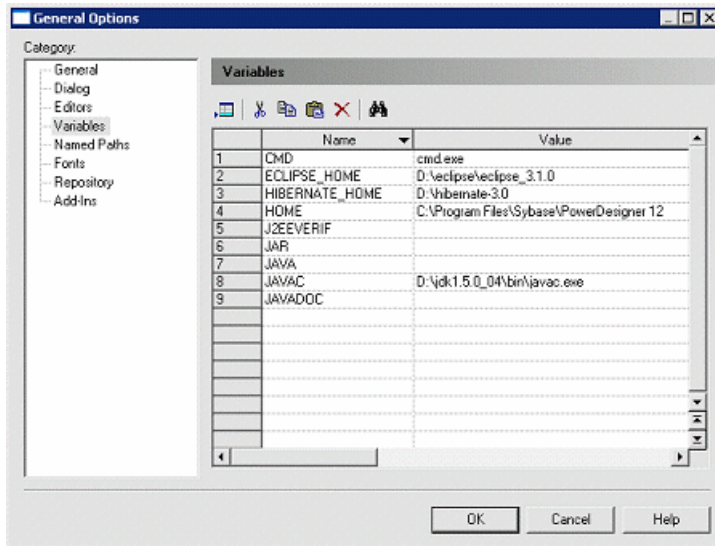 General Options
Category:
General
Dialog
Editors
Variables
Named Paths
Fonts
Repository
Add-Ins
Variables
Name Value
1 CMD cmd.exe
2 ECLIPSE_HOME D:\eclipse\eclipse_3.1.0
3 HIBERNATE_HOME D:\hibernate-3.0
4 HOME C:\Program Files\Sybase\PowerDesigner 12
5 J2EEVERIF
6 JAR
7 JAVA
8 JAVAC D:\jdk1.5.0_04\bin\javac.exe
9 JAVADOC
OK Cancel Help